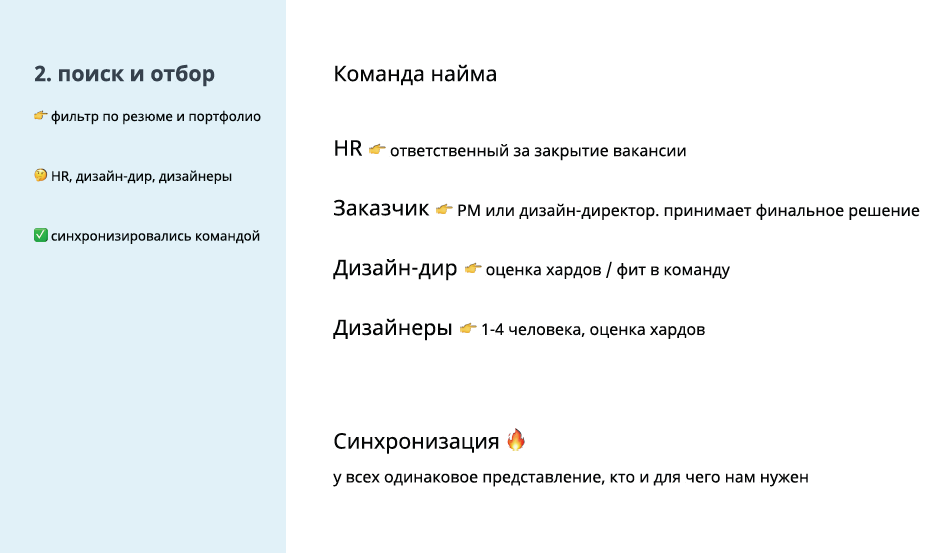 2. поиск и отбор
👉 фильтр по резюме и портфолио
🤔 HR, дизайн-дир, дизайнеры
✅ синхронизировались командой
Команда найма
HR 👉 ответственный за закрытие вакансии
Заказчик 👉 PM или дизайн-директор. принимает финальное решение
Дизайн-дир 👉 оценка хардов / фит в команду
Дизайнеры 👉 1-4 человека, оценка хардов
Синхронизация 🔥
у всех одинаковое представление, кто и для чего нам нужен